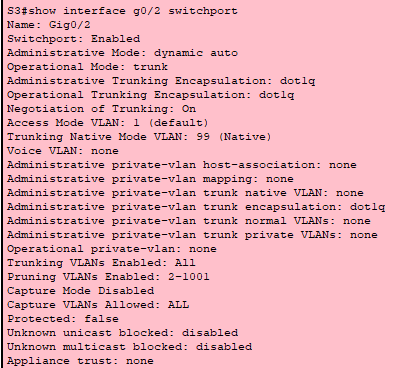 S3#show interface g0/2 switchport
Name: Gig0/2
Switchport: Enabled
Administrative Mode: dynamic auto
Operational Mode: trunk
Administrative Trunking Encapsulation: dot1q
Operational Trunking Encapsulation: dot1q
Negotiation of Trunking: On
Access Mode VLAN: 1 (default)
Trunking Native Mode VLAN: 99 (Native)
Voice VLAN: none
Administrative private-vlan host-association: none
Administrative private-vlan mapping: none
Administrative private-vlan trunk native VLAN: none
Administrative private-vlan trunk encapsulation: dot1q
Administrative private-vlan trunk normal VLANs: none
Administrative private-vlan trunk private VLANs: none
Operational private-vlan: none
Trunking VLANs Enabled: All
Pruning VLANs Enabled: 2-1001
Capture Mode Disabled
Capture VLANs Allowed: ALL
Protected: false
Unknown unicast blocked: disabled
Unknown multicast blocked: disabled
Appliance trust: none